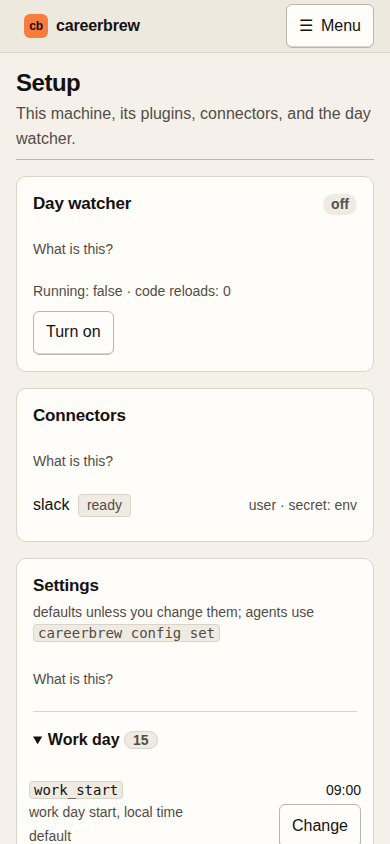 cb careerbrew ☰ Menu
Setup
This machine, its plugins, connectors, and the day
watcher.
Day watcher off
What is this?
Running: false · code reloads: 0
Turn on
Connectors
What is this?
slack ready user · secret: env
Settings
defaults unless you change them; agents use
careerbrew config set
What is this?
▼ Work day 15
work_start 09:00
work day start, local time
default Change